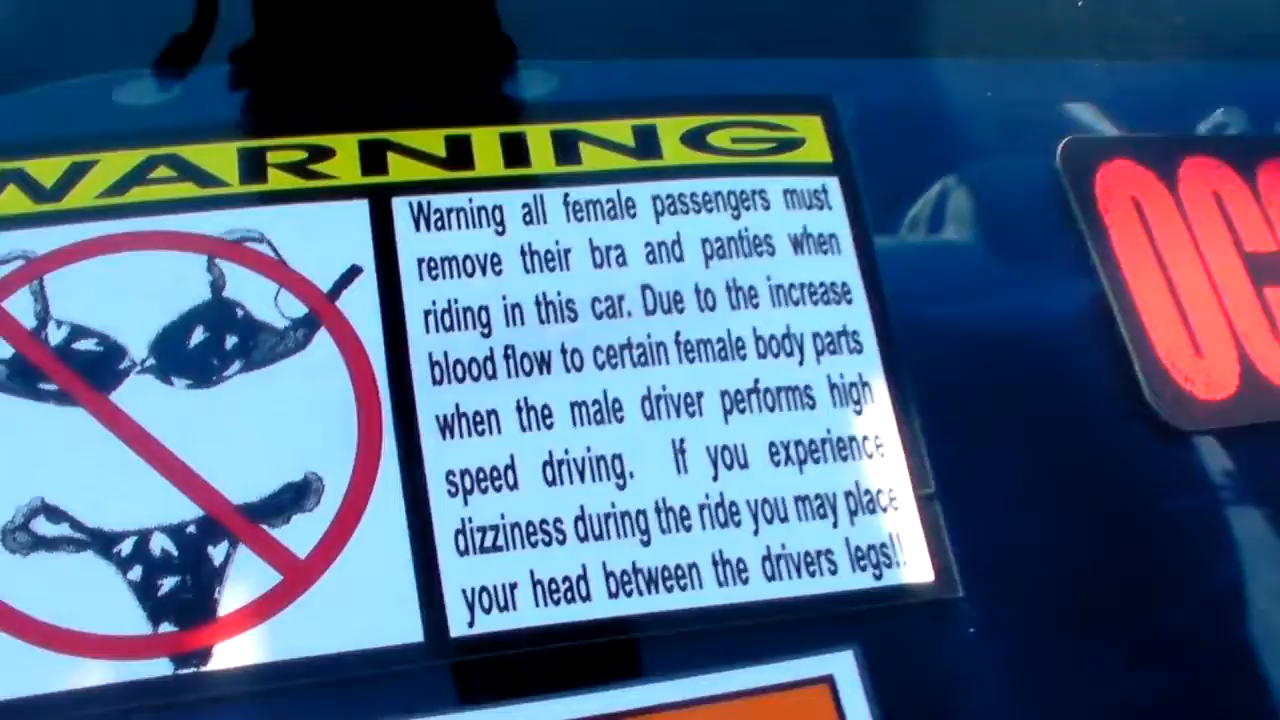 WARNING
Warning all female passengers must
remove their bra and panties when
riding in this car. Due to the increase
blood flow to certain female body parts
when the male driver performs high
speed driving. If you experience
dizziness during the ride you may place
your head between the drivers legs!!